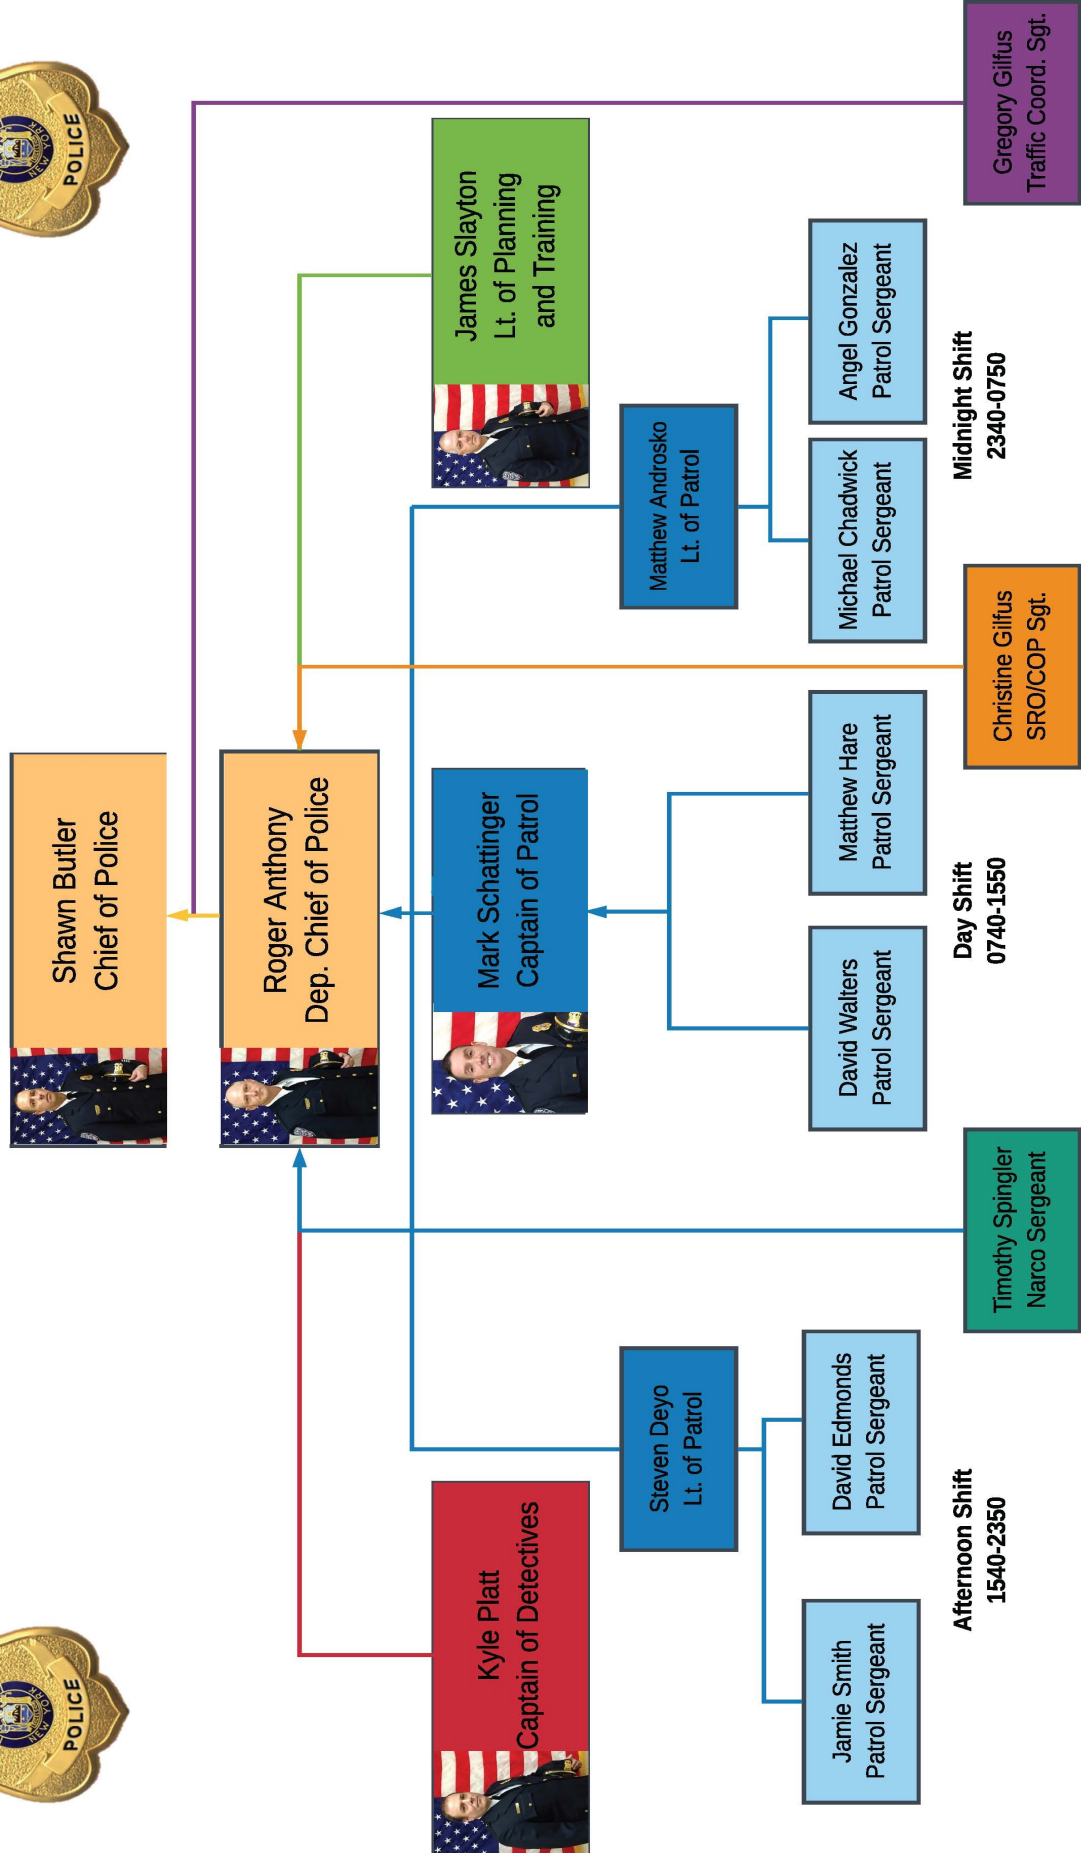 NEW YORK
POLICE
NEW YORK
POLICE
Shawn Butler
Chief of Police
Roger Anthony
Dep. Chief of Police
Kyle Platt
Captain of Detectives
Mark Schattinger
Captain of Patrol
James Slayton
Lt. of Planning
and Training
Steven Deyo
Lt. of Patrol
Matthew Androsko
Lt. of Patrol
Jamie Smith
Patrol Sergeant
David Edmonds
Patrol Sergeant
David Walters
Patrol Sergeant
Matthew Hare
Patrol Sergeant
Michael Chadwick
Patrol Sergeant
Angel Gonzalez
Patrol Sergeant
Afternoon Shift
1540-2350
Day Shift
0740-1550
Midnight Shift
2340-0750
Timothy Spingler
Narco Sergeant
Christine Gilfus
SRO/COP Sgt.
Gregory Gilfus
Traffic Coord. Sgt.